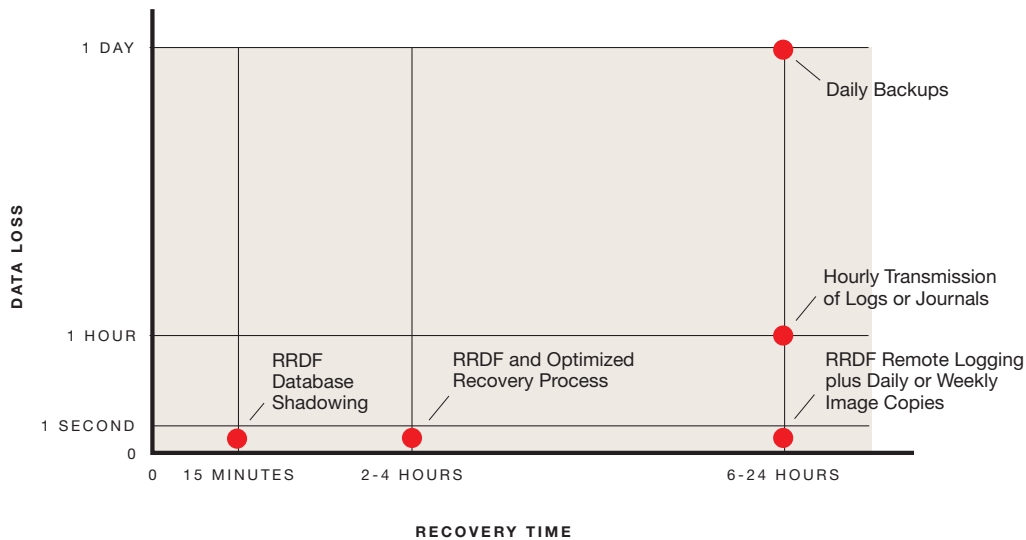 1 DAY
Daily Backups
DATA LOSS
Hourly Transmission
of Logs or Journals
1 HOUR
RRDF
Database
Shadowing
RRDF and Optimized
Recovery Process
RRDF Remote Logging
plus Daily or Weekly
Image Copies
1 SECOND
0
0
15 MINUTES
2-4 HOURS
6-24 HOURS
RECOVERY TIME